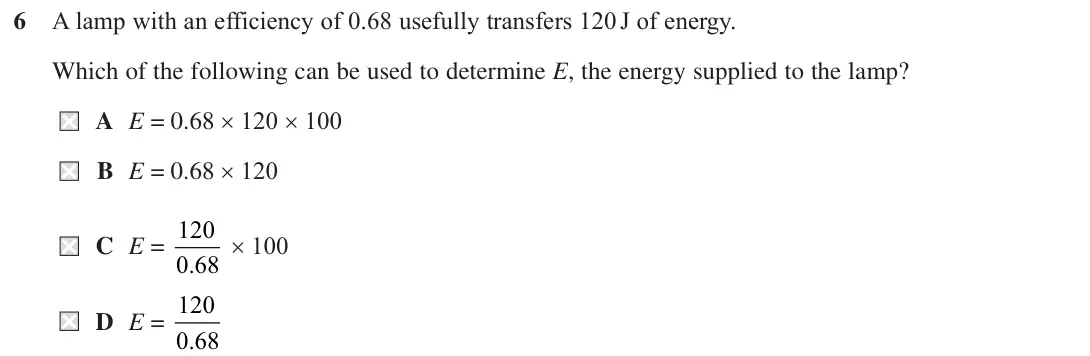 6 A lamp with an efficiency of 0.68 usefully transfers 120 J of energy.
Which of the following can be used to determine E, the energy supplied to the lamp?
A E = 0.68 × 120 × 100
B E = 0.68 × 120
C E = 120/0.68 × 100
D E = 120/0.68